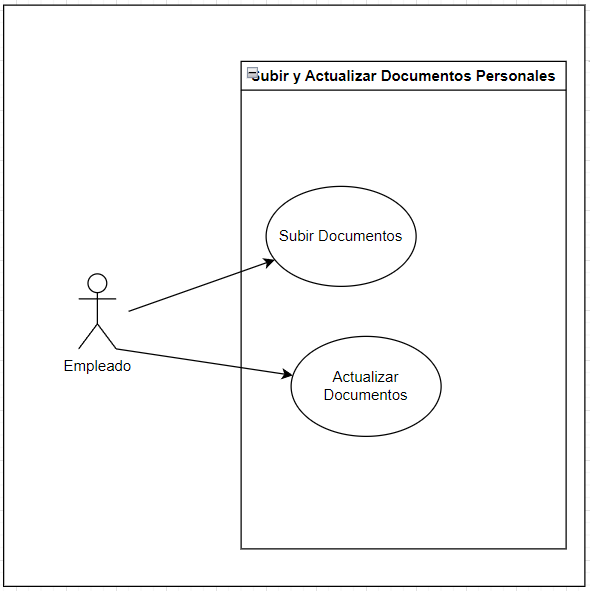 Subir y Actualizar Documentos Personales
Subir Documentos
Empleado
Actualizar
Documentos